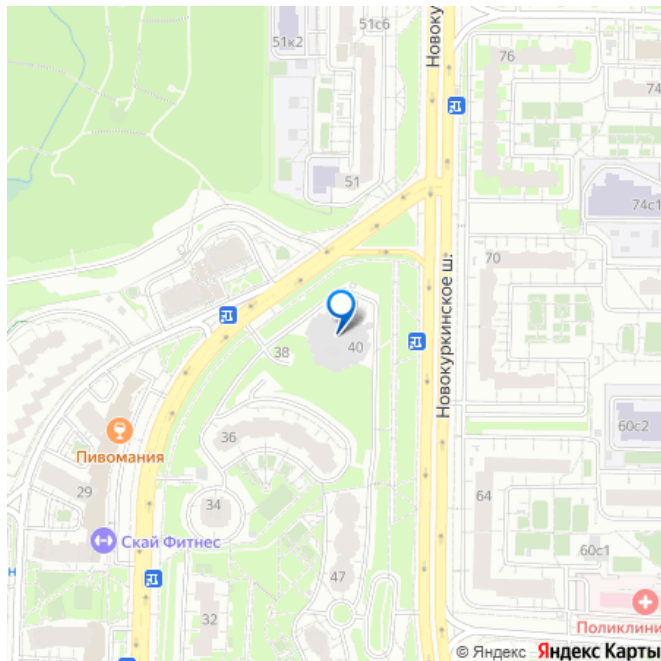 51с6
51к2
Новоку
76
74
51
74с1
70
Новокуркинское ш.
38
40
36
60с2
Пивомания
29
34
64
Скай Фитнес
60с1
н
47
32
Поликлини
© Яндекс Яндекс Карты